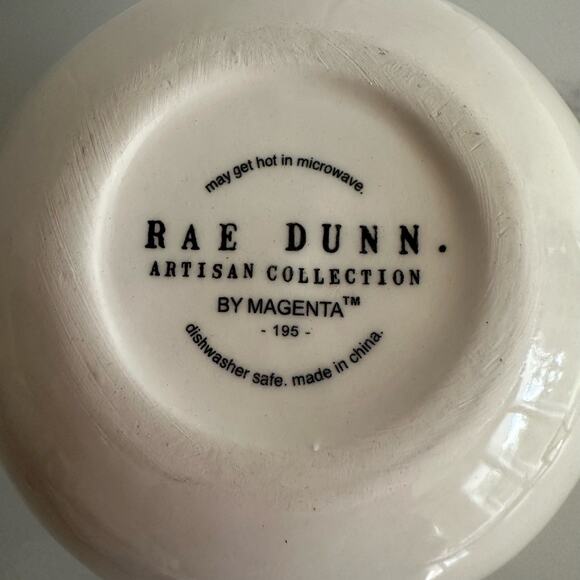 may get hot in microwave.
RAE DUNN.
ARTISAN COLLECTION
BY MAGENTA™
- 195 -
dishwasher safe. made in china.